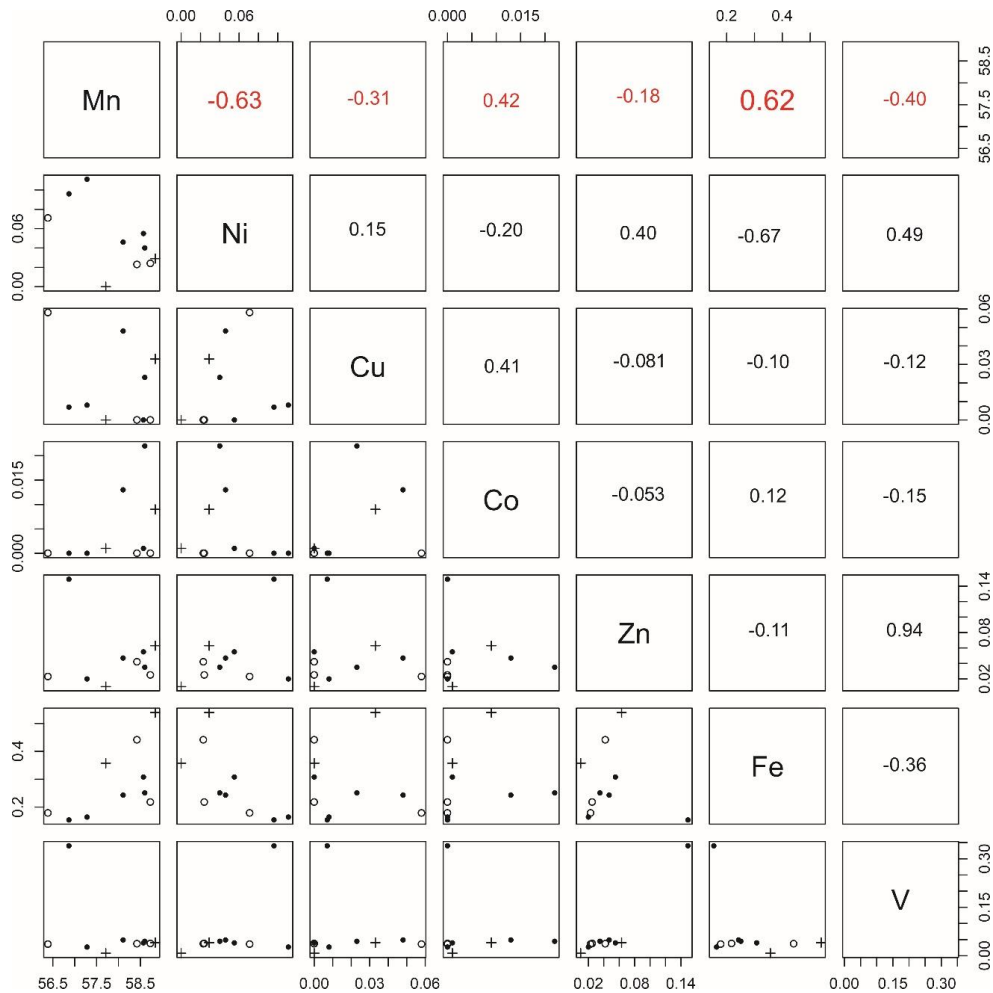 0.00 0.06 0.000 0.015 0.2 0.4
Mn -0.63 -0.31 0.42 -0.18 0.62 -0.40 56.5 57.5 58.5
0.00 0.06 Ni 0.15 -0.20 0.40 -0.67 0.49
Cu 0.41 -0.081 -0.10 -0.12 0.00 0.03 0.06
0.000 0.015 Co -0.053 0.12 -0.15
Zn -0.11 0.94 0.02 0.08 0.14
0.2 0.4 Fe -0.36
V 0.00 0.15 0.30
56.5 57.5 58.5 0.00 0.03 0.06 0.02 0.08 0.14 0.00 0.15 0.30